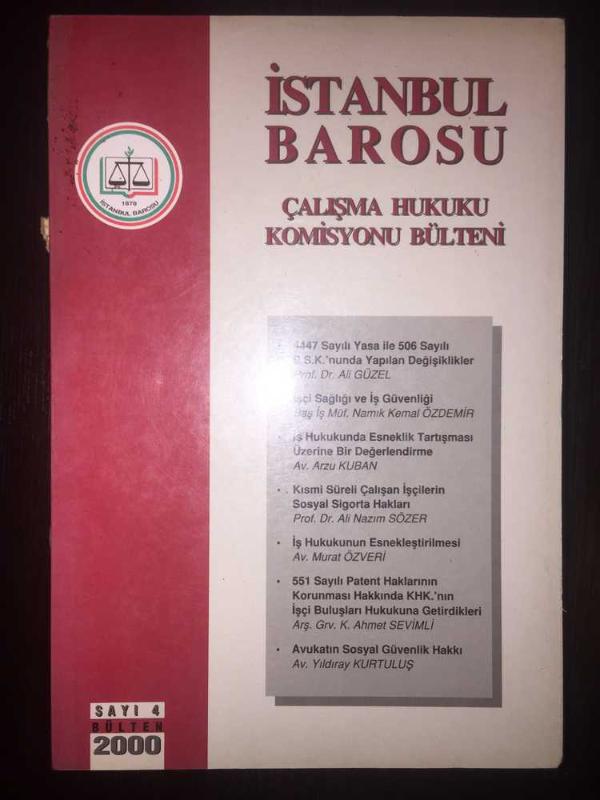 İSTANBUL
BAROSU
ÇALIŞMA HUKUKU
KOMİSYONU BÜLTENİ
1878
İSTANBUL BAROSU
4447 Sayılı Yasa ile 506 Sayılı
S.S.K.'nunda Yapılan Değişiklikler
Prof. Dr. Ali GÜZEL
İşçi Sağlığı ve İş Güvenliği
Baş İş Müf. Namık Kemal ÖZDEMİR
İş Hukukunda Esneklik Tartışması
Üzerine Bir Değerlendirme
Av. Arzu KUBAN
Kısmi Süreli Çalışan İşçilerin
Sosyal Sigorta Hakları
Prof. Dr. Ali Nazım SÖZER
İş Hukukunun Esnekleştirilmesi
Av. Murat ÖZVERİ
551 Sayılı Patent Haklarının
Korunması Hakkında KHK.'nın
İşçi Buluşları Hukukuna Getirdikleri
Arş. Grv. K. Ahmet SEVİMLİ
Avukatın Sosyal Güvenlik Hakkı
Av. Yıldıray KURTULUŞ
SAYI 4
BÜLTEN
2000